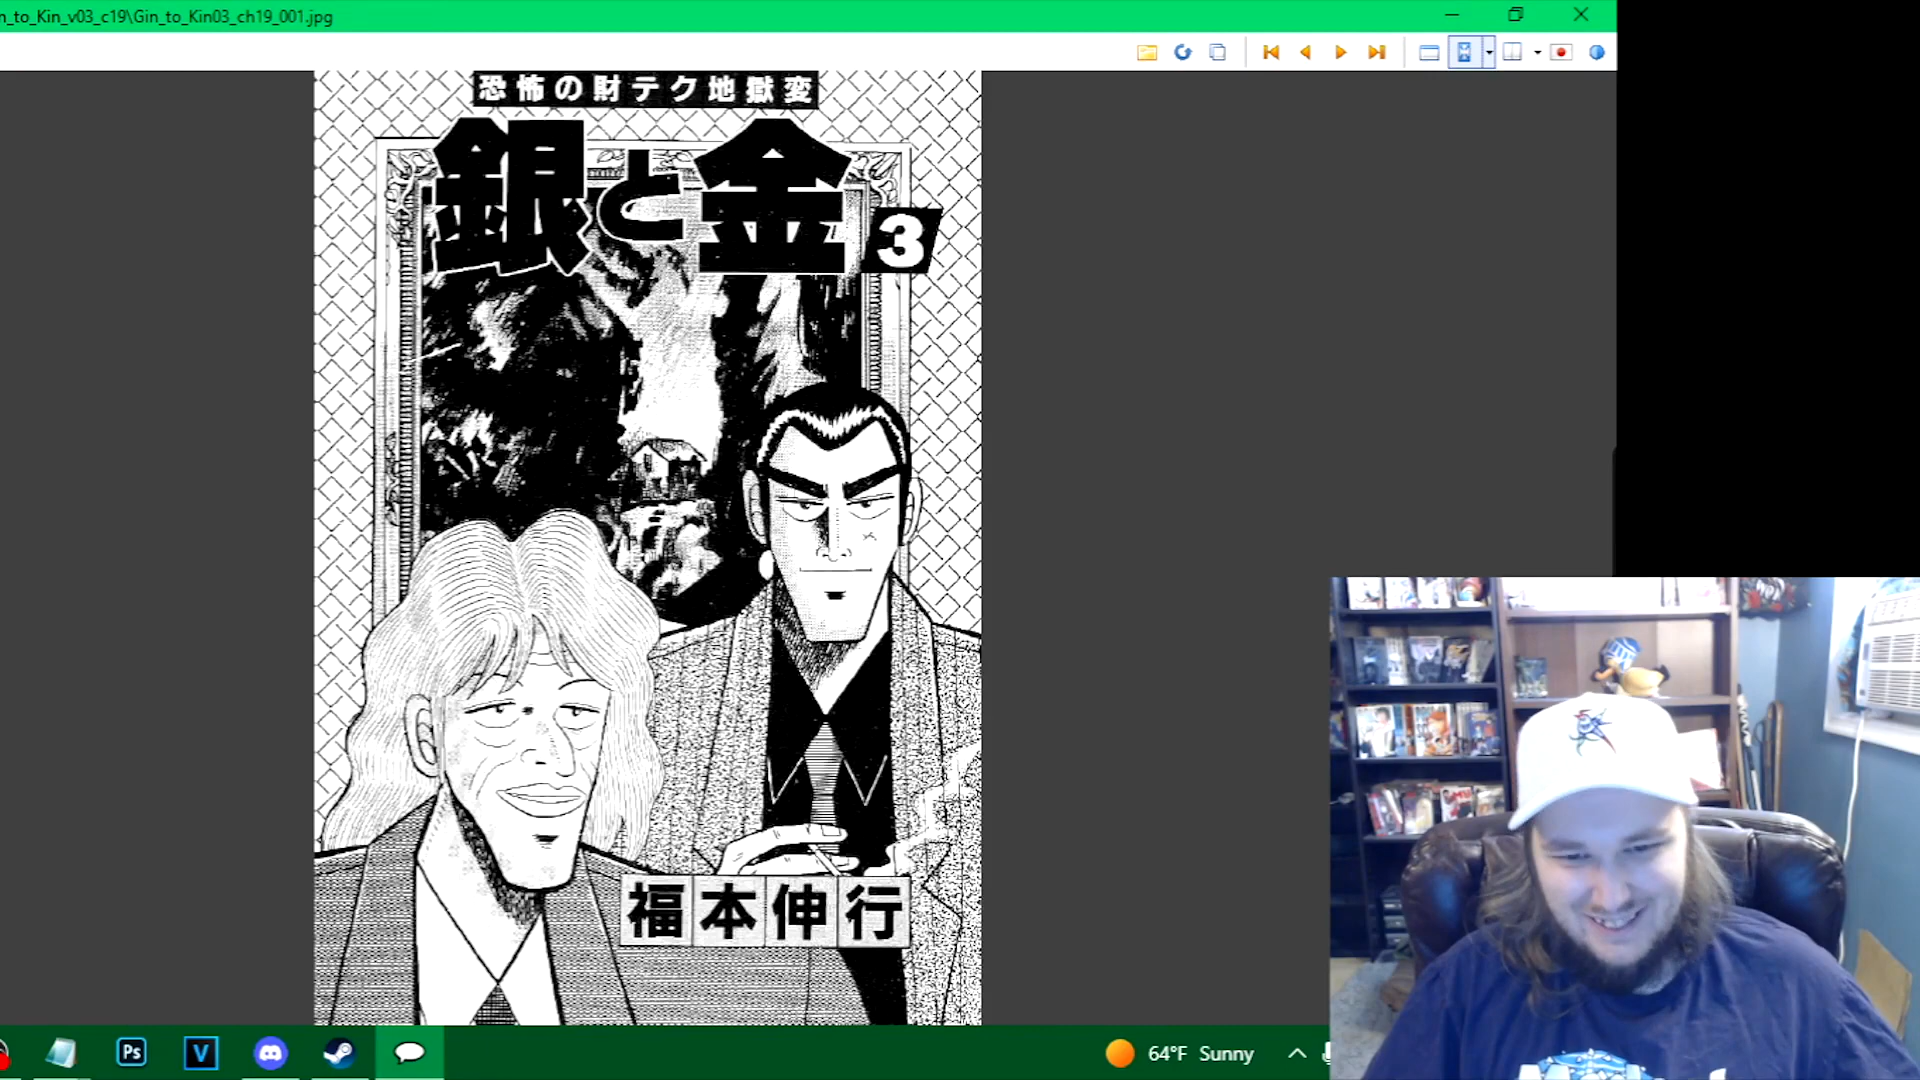 n_to_Kin_v03_c19\Gin_to_Kin03_ch19_001.jpg
恐怖の財テク地獄変
銀と金
3
福本伸行
Ps
V
64°F Sunny